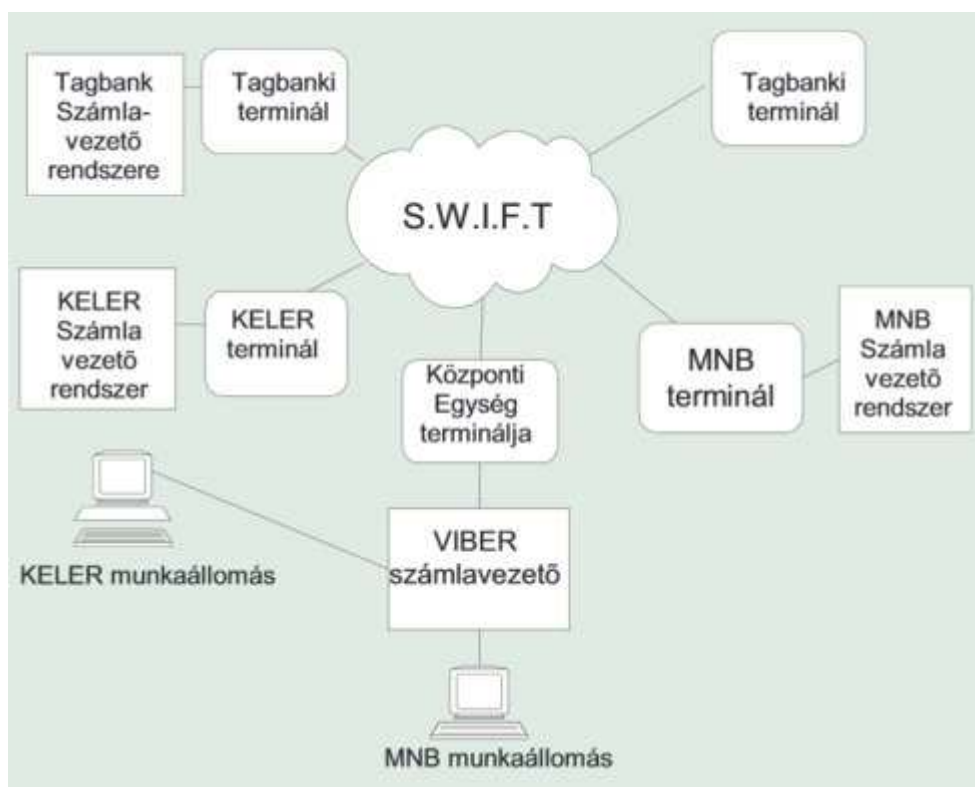 Tagbank
Számla-
vezető
rendszere
Tagbanki
terminál
Tagbanki
terminál
S.W.I.F.T
KELER
Számla
vezető
rendszer
KELER
terminál
Központi
Egység
terminálja
MNB
terminál
MNB
Számla
vezető
rendszer
VIBER
számlavezető
KELER munkaállomás
MNB munkaállomás